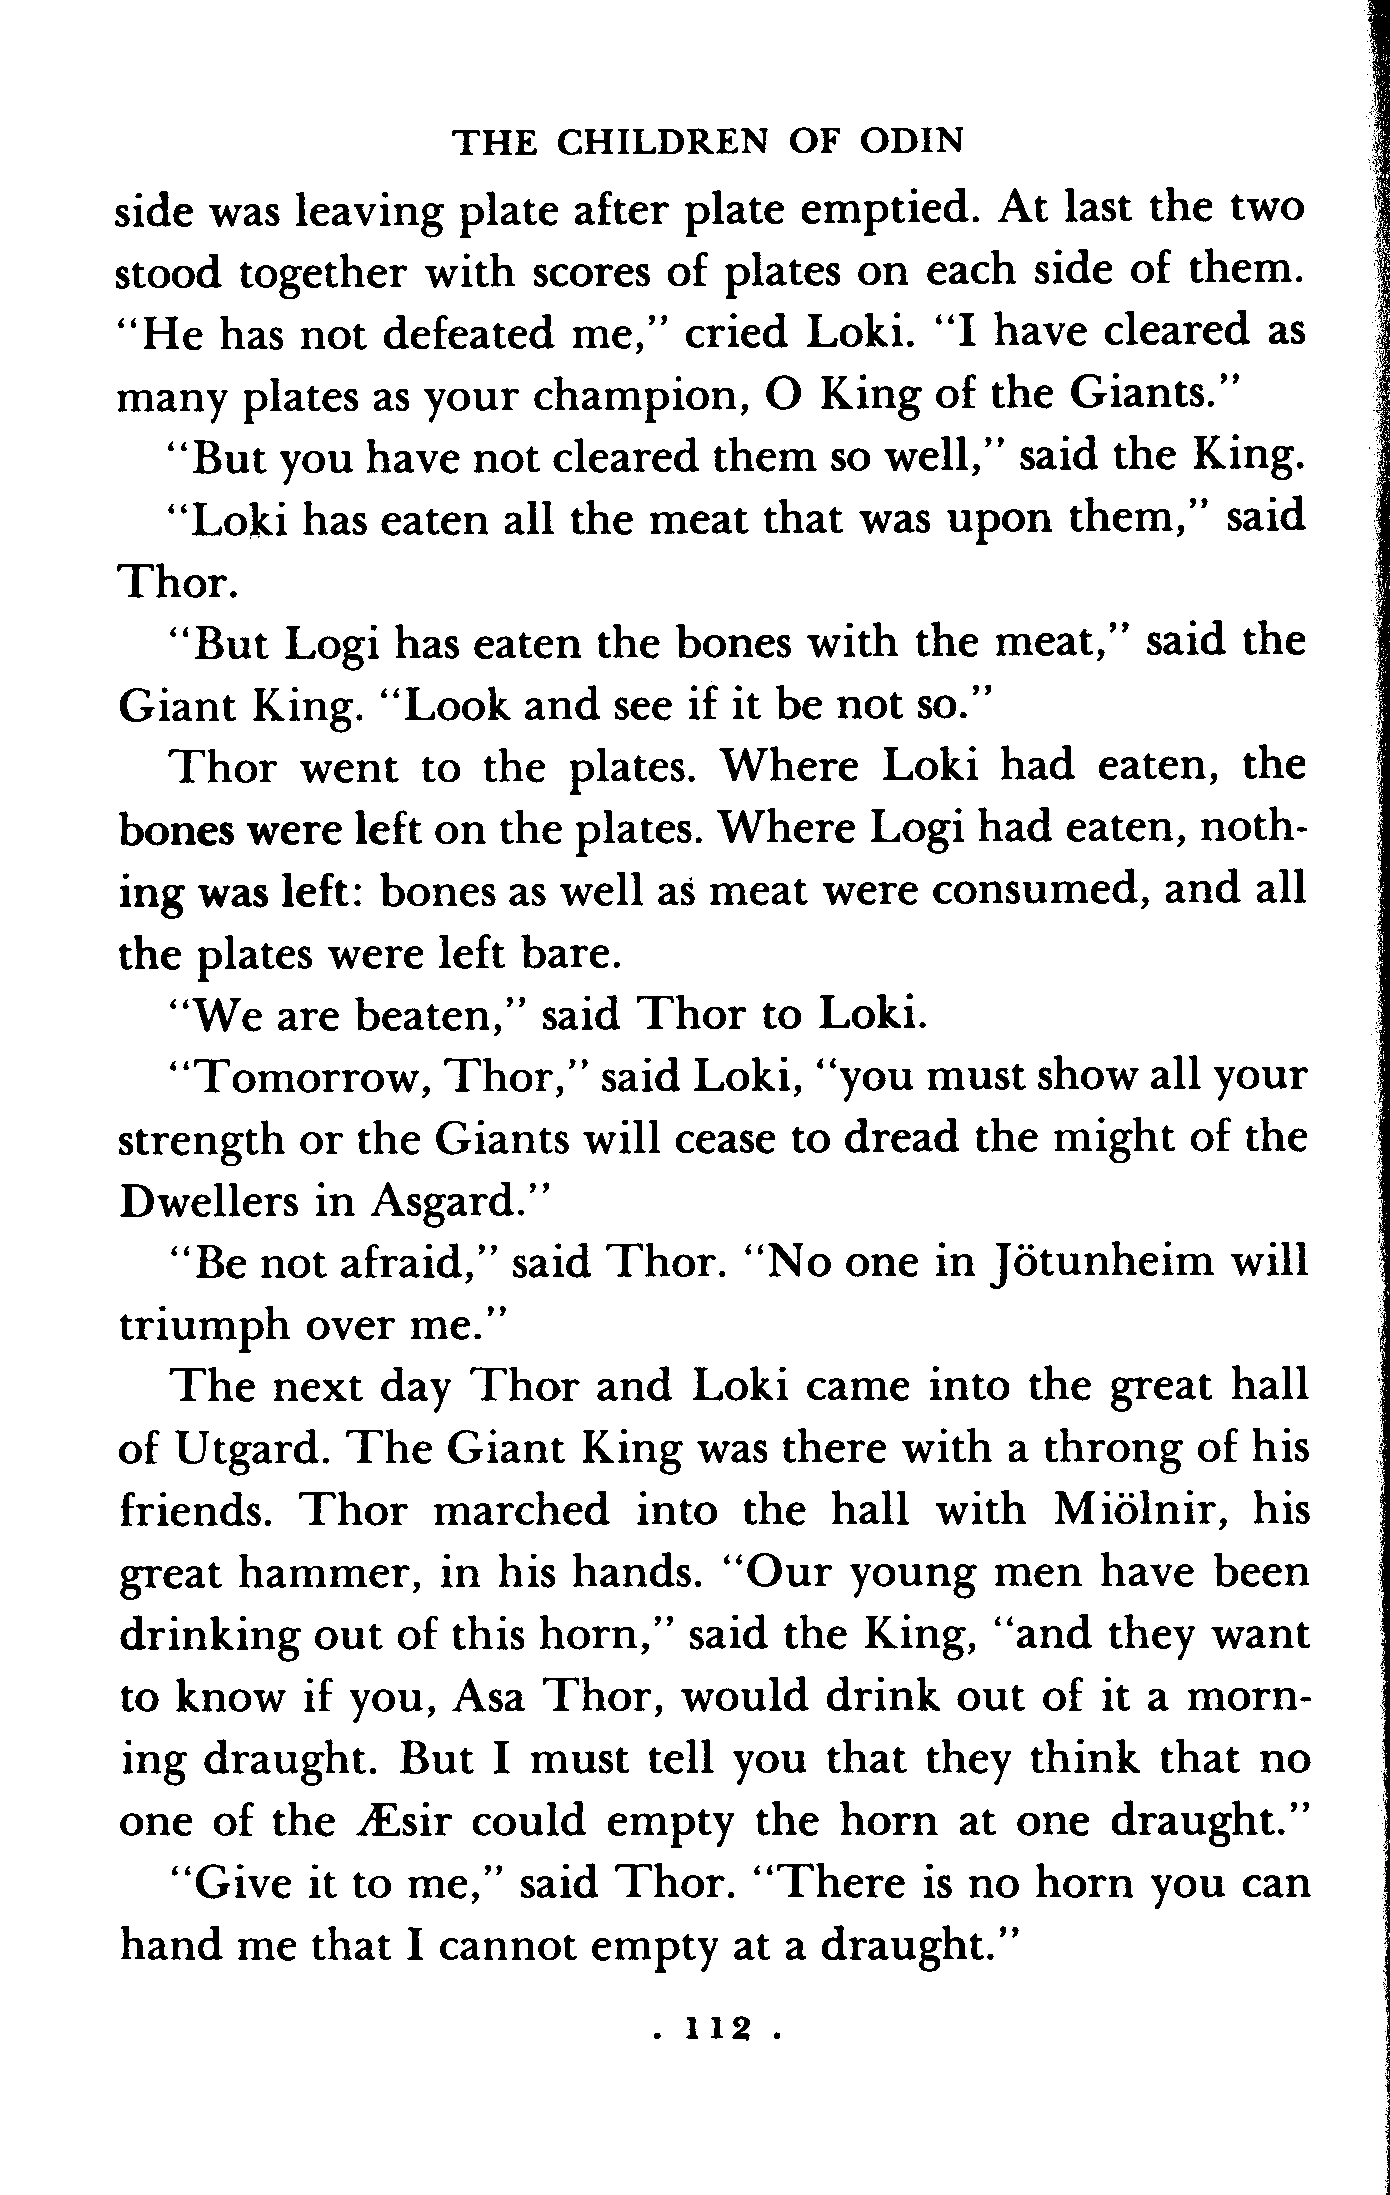 THE CHILDREN OF ODIN
side was leaving plate after plate emptied. At last the two
stood together with scores of plates on each side of them.
“He has not defeated me,” cried Loki. “I have cleared as
many plates as your champion, O King of the Giants.”
“But you have not cleared them so well,” said the King.
“Loki has eaten all the meat that was upon them,” said
Thor.
“But Logi has eaten the bones with the meat,” said the
Giant King. “Look and see if it be not so.”
Thor went to the plates. Where Loki had eaten, the
bones were left on the plates. Where Logi had eaten, noth-
ing was left: bones as well as meat were consumed, and all
the plates were left bare.
“We are beaten,” said Thor to Loki.
“Tomorrow, Thor,” said Loki, “you must show all your
strength or the Giants will cease to dread the might of the
Dwellers in Asgard.”
“Be not afraid,” said Thor. “No one in Jötunheim will
triumph over me.”
The next day Thor and Loki came into the great hall
of Utgard. The Giant King was there with a throng of his
friends. Thor marched into the hall with Miölnir, his
great hammer, in his hands. “Our young men have been
drinking out of this horn,” said the King, “and they want
to know if you, Asa Thor, would drink out of it a morn-
ing draught. But I must tell you that they think that no
one of the Æsir could empty the horn at one draught.”
“Give it to me,” said Thor. “There is no horn you can
hand me that I cannot empty at a draught.”
. 112 .